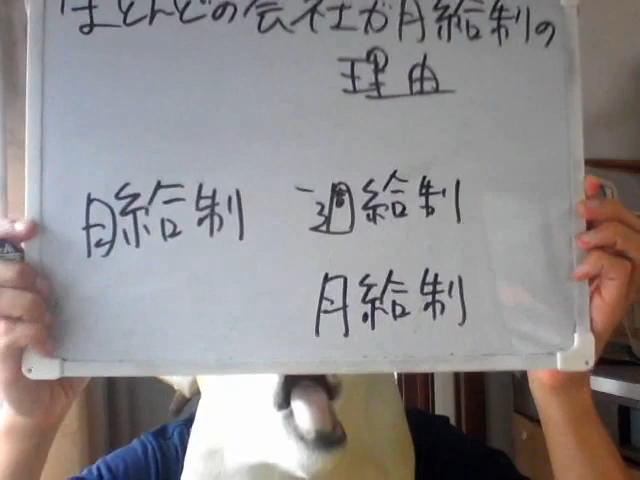 ほとんどの会社が月給制の
理由
月給制 週給制
月給制